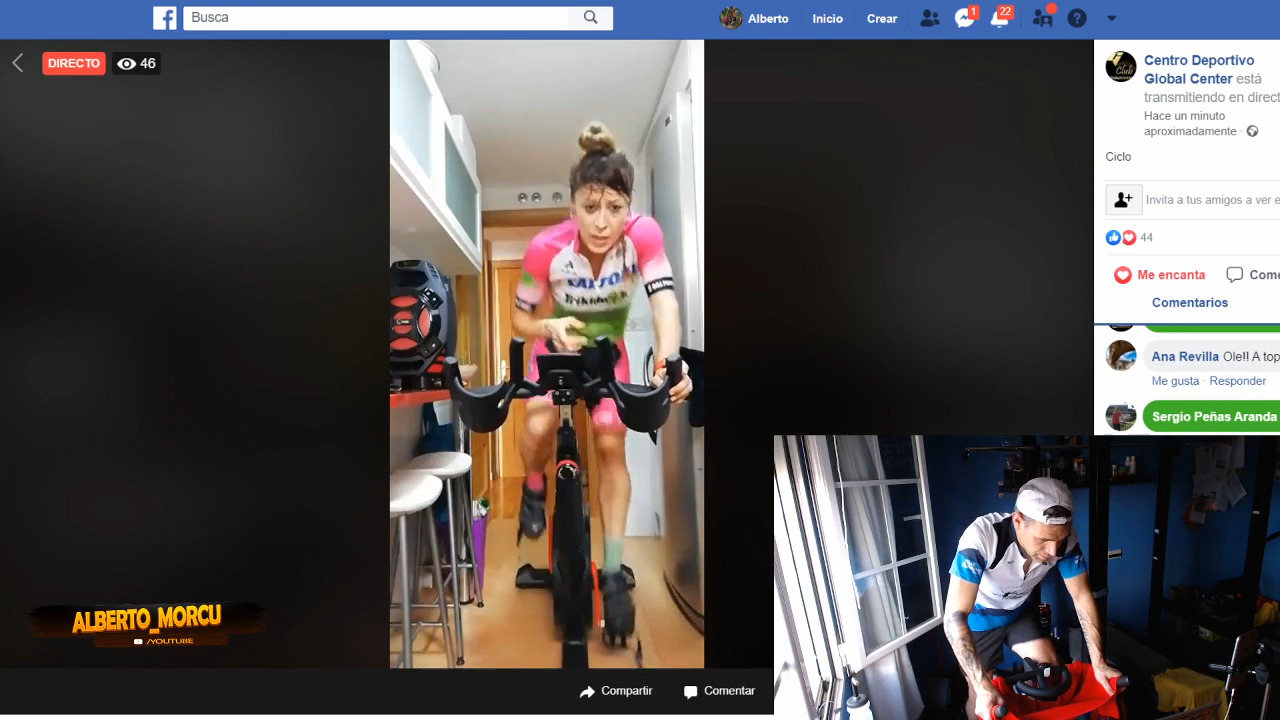 Busca
Alberto
Inicio
Crear
1
22
DIRECTO
46
Centro Deportivo
Global Center está
transmitiendo en direct
Hace un minuto
aproximadamente ·
Ciclo
Invita a tus amigos a ver e
44
Me encanta
Come
Comentarios
Ana Revilla Ole!! A top
Me gusta · Responder
Sergio Peñas Aranda
ALBERTO_MORCU
/YOUTUBE
Compartir
Comentar